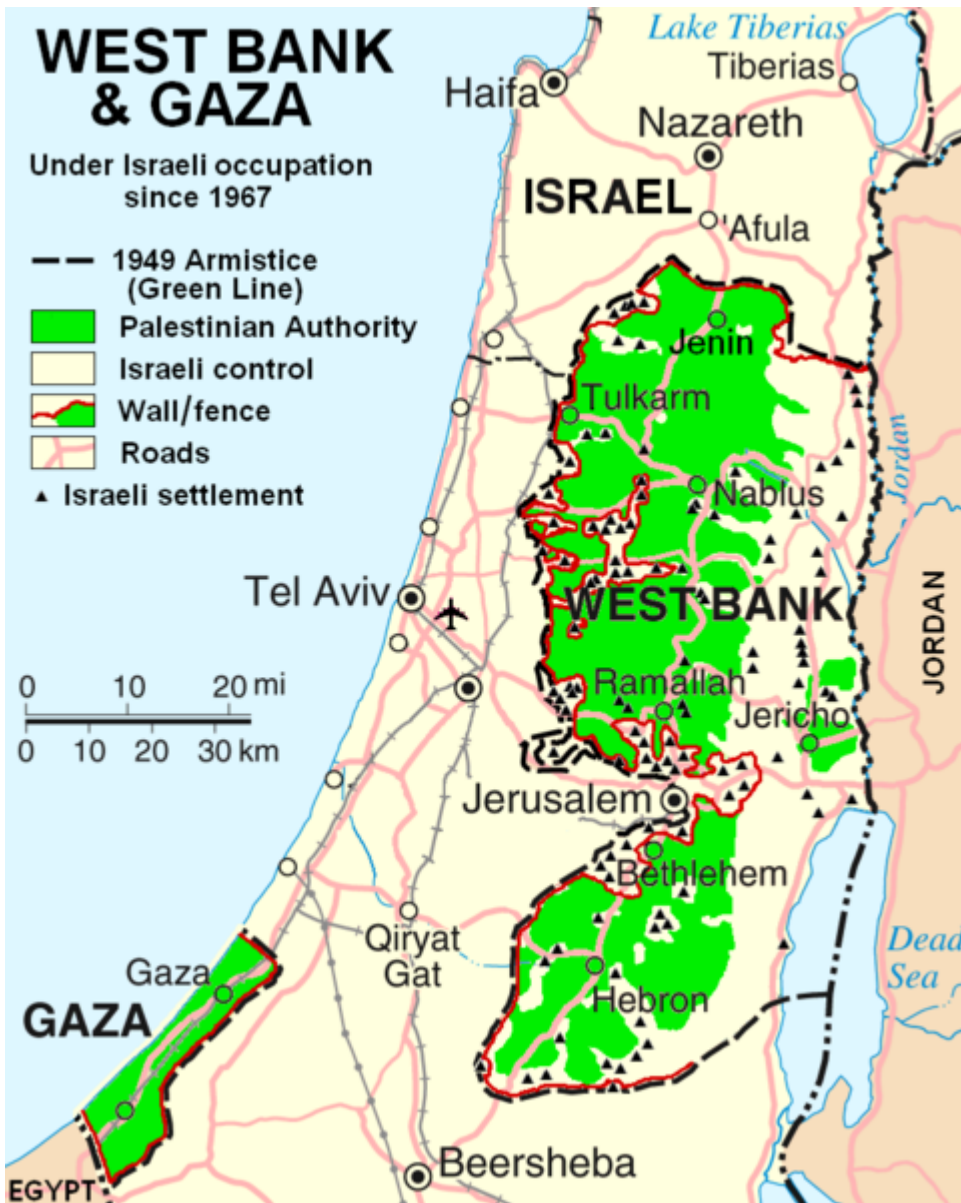 WEST BANK
& GAZA
Under Israeli occupation
since 1967
1949 Armistice
(Green Line)
Palestinian Authority
Israeli control
Wall/fence
Roads
Israeli settlement
Lake Tiberias
Tiberias
Haifa
Nazareth
ISRAEL
'Afula
Jenin
Tulkarm
Nablus
Jordan
Tel Aviv
WEST BANK
JORDAN
0 10 20 mi
0 10 20 30 km
Ramallah
Jericho
Jerusalem
Bethlehem
Qiryat
Gat
Dead
Sea
Gaza
GAZA
Hebron
Beersheba
EGYPT